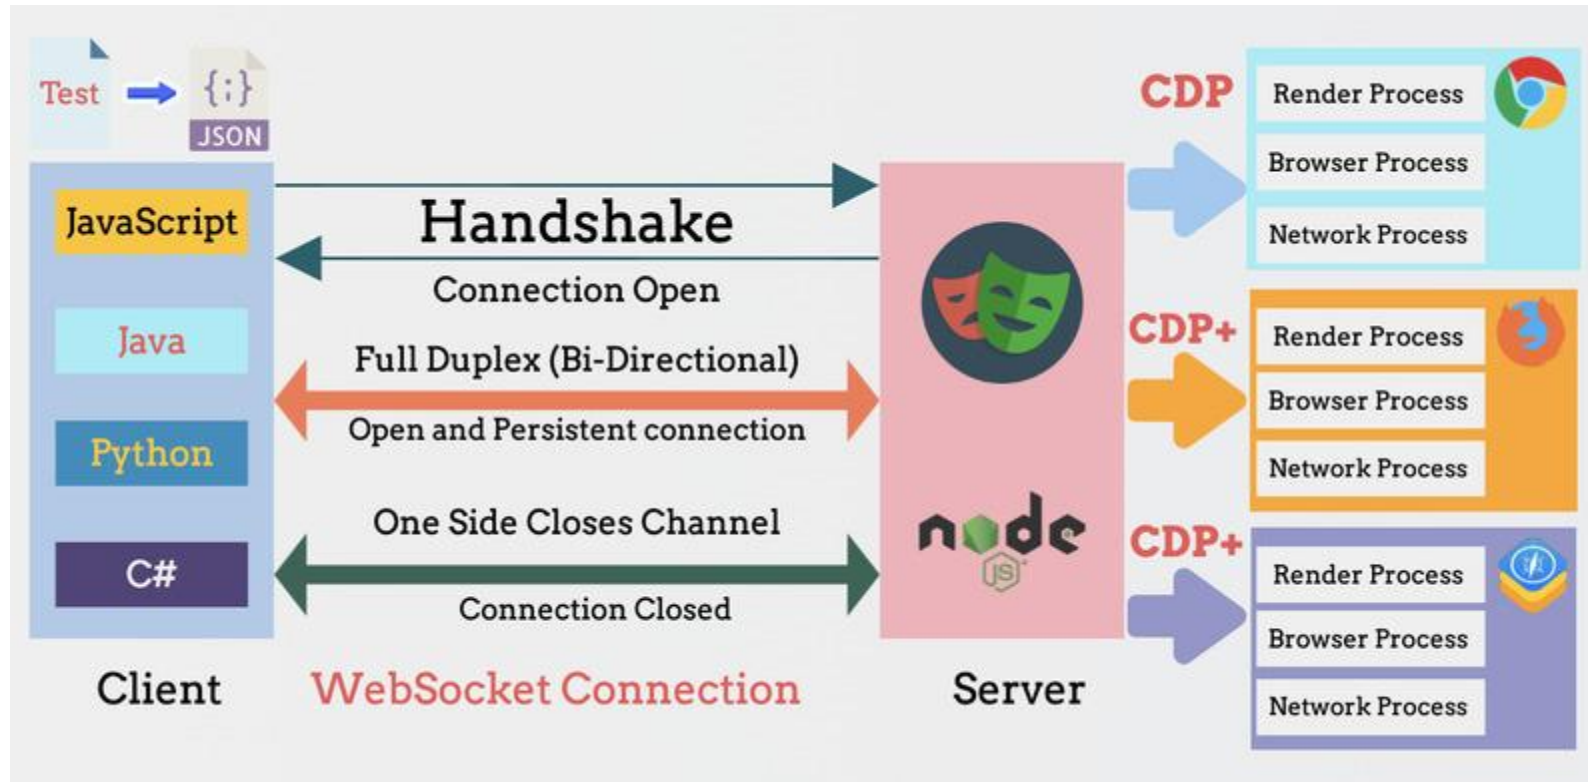 Test
{;}
JSON
JavaScript
Java
Python
C#
Client
Handshake
Connection Open
Full Duplex (Bi-Directional)
Open and Persistent connection
One Side Closes Channel
Connection Closed
WebSocket Connection
node
JS
Server
CDP
Render Process
Browser Process
Network Process
CDP+
Render Process
Browser Process
Network Process
CDP+
Render Process
Browser Process
Network Process